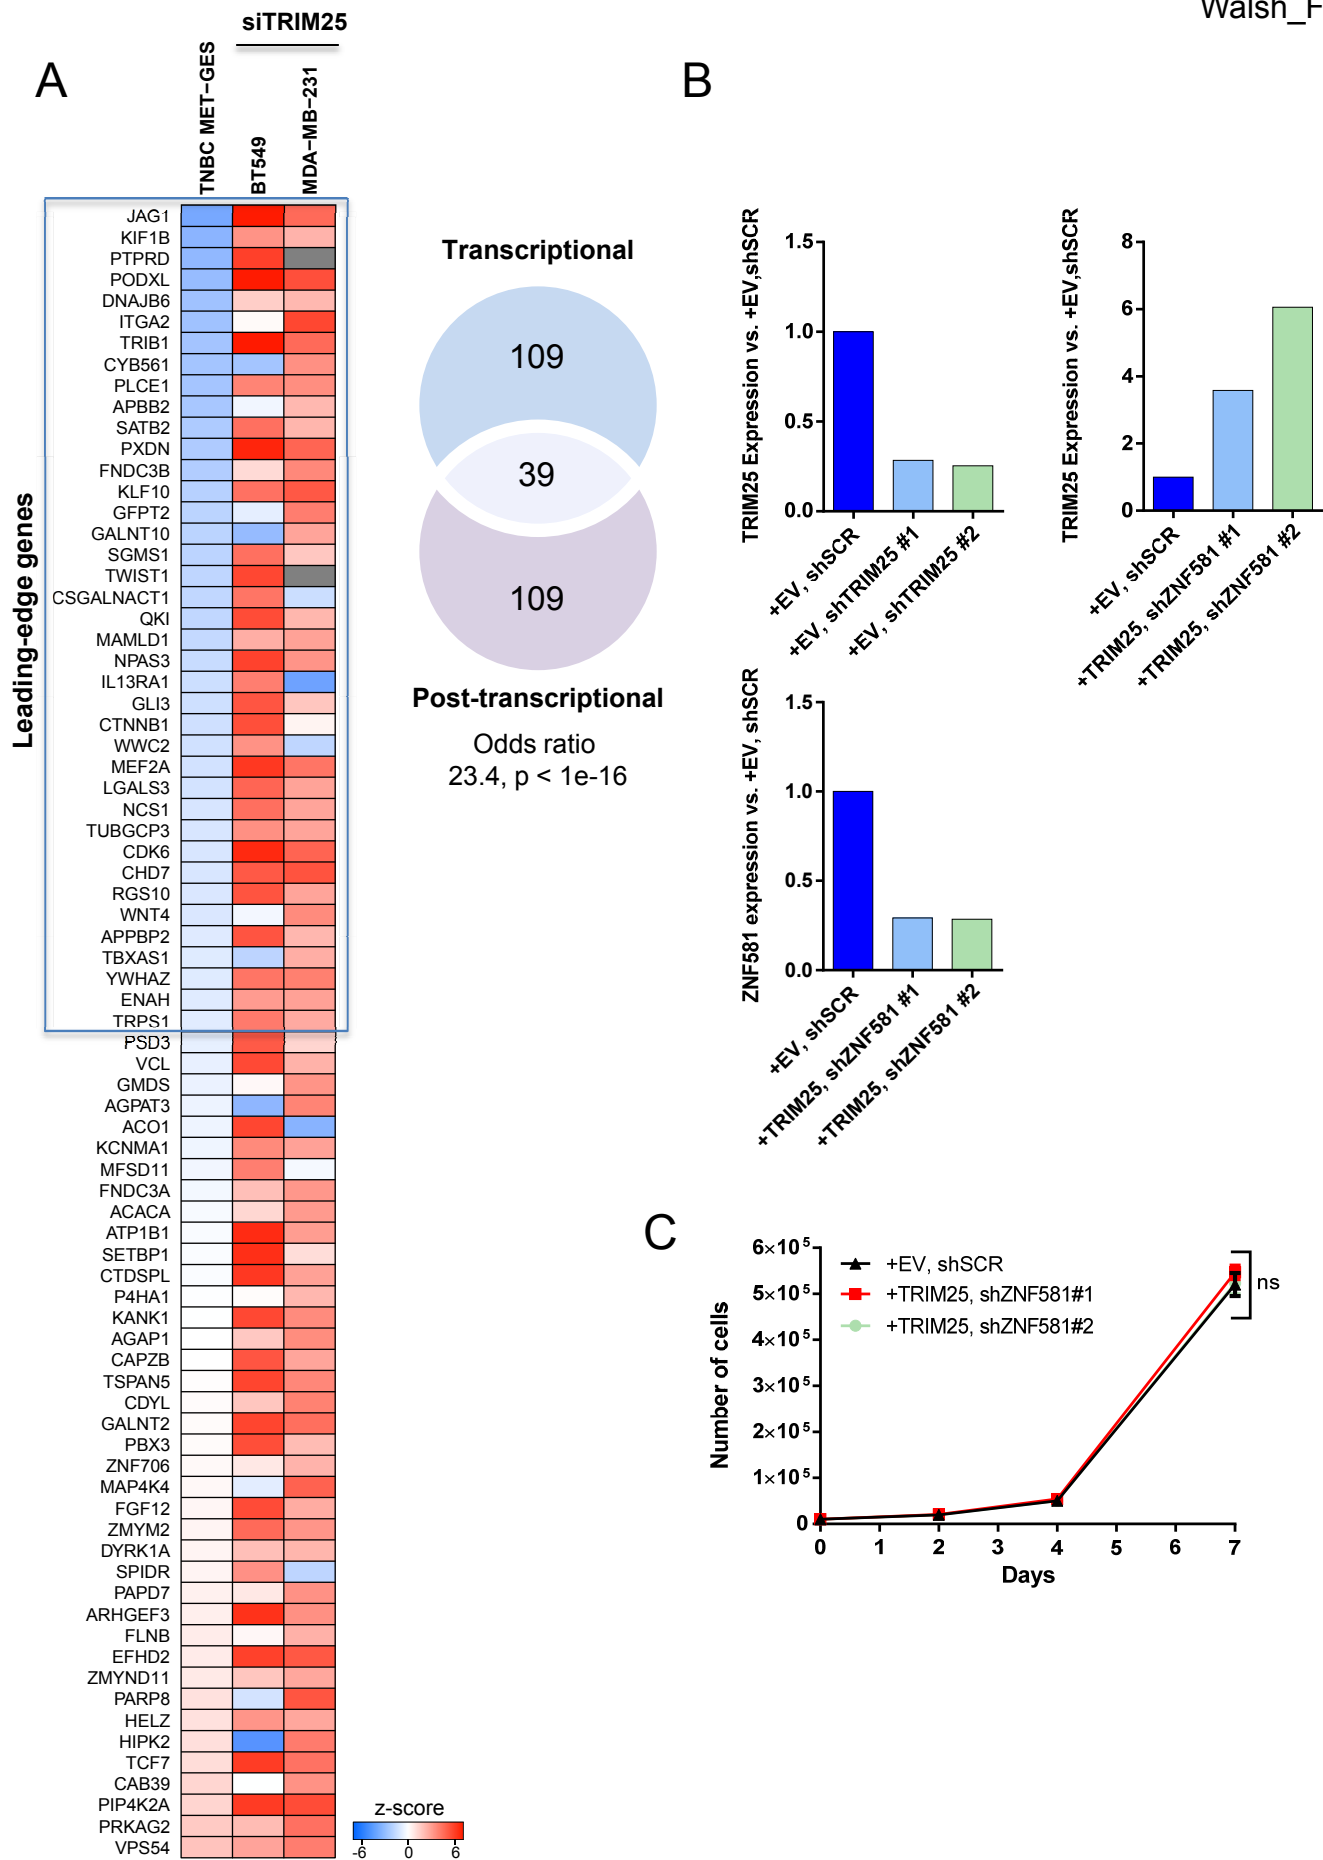 Walsh_F
siTRIM25
A
TNBC MET−GES
BT549
MDA−MB−231
Leading-edge genes
JAG1
KIF1B
PTPRD
PODXL
DNAJB6
ITGA2
TRIB1
CYB561
PLCE1
APBB2
SATB2
PXDN
FNDC3B
KLF10
GFPT2
GALNT10
SGMS1
TWIST1
CSGALNACT1
QKI
MAMLD1
NPAS3
IL13RA1
GLI3
CTNNB1
WWC2
MEF2A
LGALS3
NCS1
TUBGCP3
CDK6
CHD7
RGS10
WNT4
APPBP2
TBXAS1
YWHAZ
ENAH
TRPS1
PSD3
VCL
GMDS
AGPAT3
ACO1
KCNMA1
MFSD11
FNDC3A
ACACA
ATP1B1
SETBP1
CTDSPL
P4HA1
KANK1
AGAP1
CAPZB
TSPAN5
CDYL
GALNT2
PBX3
ZNF706
MAP4K4
FGF12
ZMYM2
DYRK1A
SPIDR
PAPD7
ARHGEF3
FLNB
EFHD2
ZMYND11
PARP8
HELZ
HIPK2
TCF7
CAB39
PIP4K2A
PRKAG2
VPS54
z-score
-6 0 6
Transcriptional
109
39
109
Post-transcriptional
Odds ratio
23.4, p < 1e-16
B
TRIM25 Expression vs. +EV,shSCR
1.5
1.0
0.5
0.0
+EV, shSCR
+EV, shTRIM25 #1
+EV, shTRIM25 #2
TRIM25 Expression vs. +EV,shSCR
8
6
4
2
0
+EV, shSCR
+TRIM25, shZNF581 #1
+TRIM25, shZNF581 #2
ZNF581 expression vs. +EV, shSCR
1.5
1.0
0.5
0.0
+EV, shSCR
+TRIM25, shZNF581 #1
+TRIM25, shZNF581 #2
C
Number of cells
6×10⁵
5×10⁵
4×10⁵
3×10⁵
2×10⁵
1×10⁵
0
+EV, shSCR
+TRIM25, shZNF581#1
+TRIM25, shZNF581#2
ns
0 1 2 3 4 5 6 7
Days